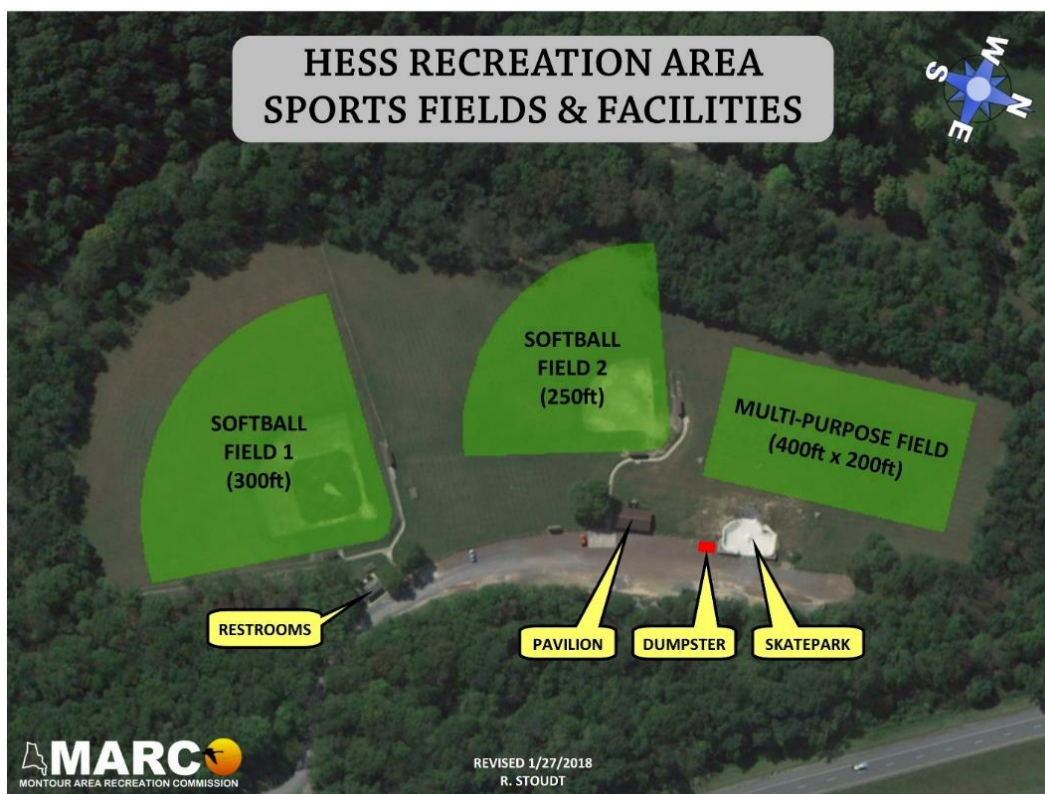 HESS RECREATION AREA
SPORTS FIELDS & FACILITIES
W
S
N
E
SOFTBALL
FIELD 2
(250ft)
SOFTBALL
FIELD 1
(300ft)
MULTI-PURPOSE FIELD
(400ft x 200ft)
RESTROOMS
PAVILION
DUMPSTER
SKATEPARK
MARC
MONTOUR AREA RECREATION COMMISSION
REVISED 1/27/2018
R. STOUDT